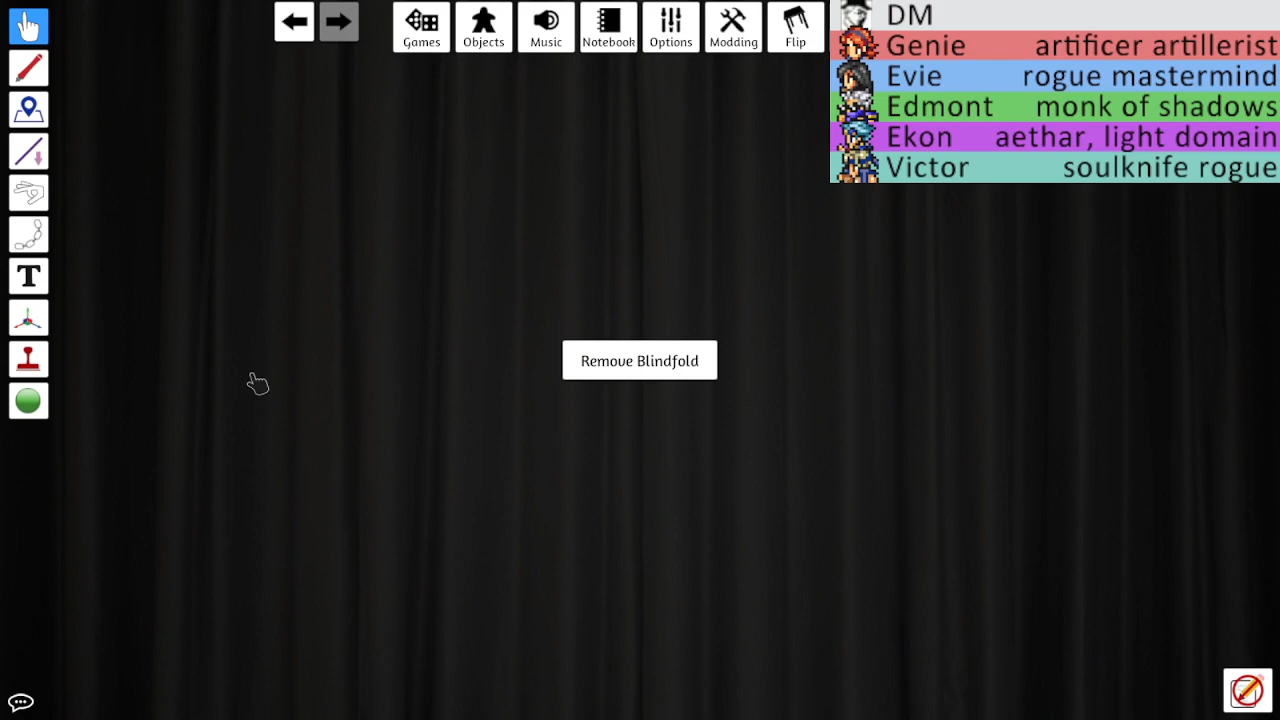 Games Objects Music Notebook Options Modding Flip
DM
Genie artificer artillerist
Evie rogue mastermind
Edmont monk of shadows
Ekon aethar, light domain
Victor soulknife rogue
T
Remove Blindfold